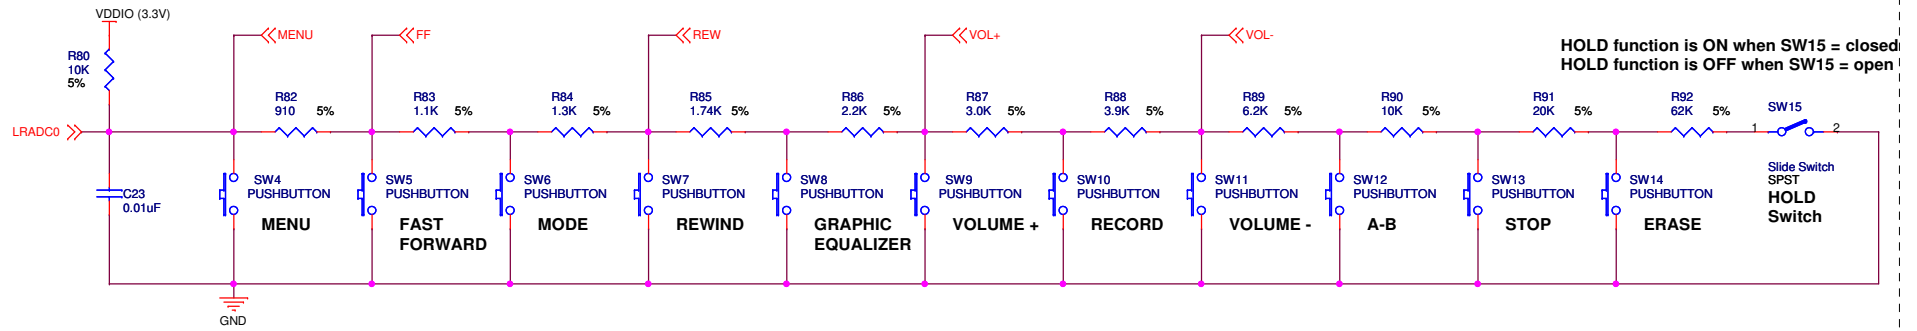 VDDIO (3.3V)
MENU
FF
REW
VOL+
VOL-
HOLD function is ON when SW15 = closed
HOLD function is OFF when SW15 = open
R80
10K
5%
R82
910 5%
R83
1.1K 5%
R84
1.3K 5%
R85
1.74K 5%
R86
2.2K 5%
R87
3.0K 5%
R88
3.9K 5%
R89
6.2K 5%
R90
10K 5%
R91
20K 5%
R92
62K 5%
SW15
1 2
LRADC0
C23
0.01uF
SW4
PUSHBUTTON
MENU
SW5
PUSHBUTTON
FAST
FORWARD
SW6
PUSHBUTTON
MODE
SW7
PUSHBUTTON
REWIND
SW8
PUSHBUTTON
GRAPHIC
EQUALIZER
SW9
PUSHBUTTON
VOLUME +
SW10
PUSHBUTTON
RECORD
SW11
PUSHBUTTON
VOLUME -
SW12
PUSHBUTTON
A-B
SW13
PUSHBUTTON
STOP
SW14
PUSHBUTTON
ERASE
Slide Switch
SPST
HOLD
Switch
GND